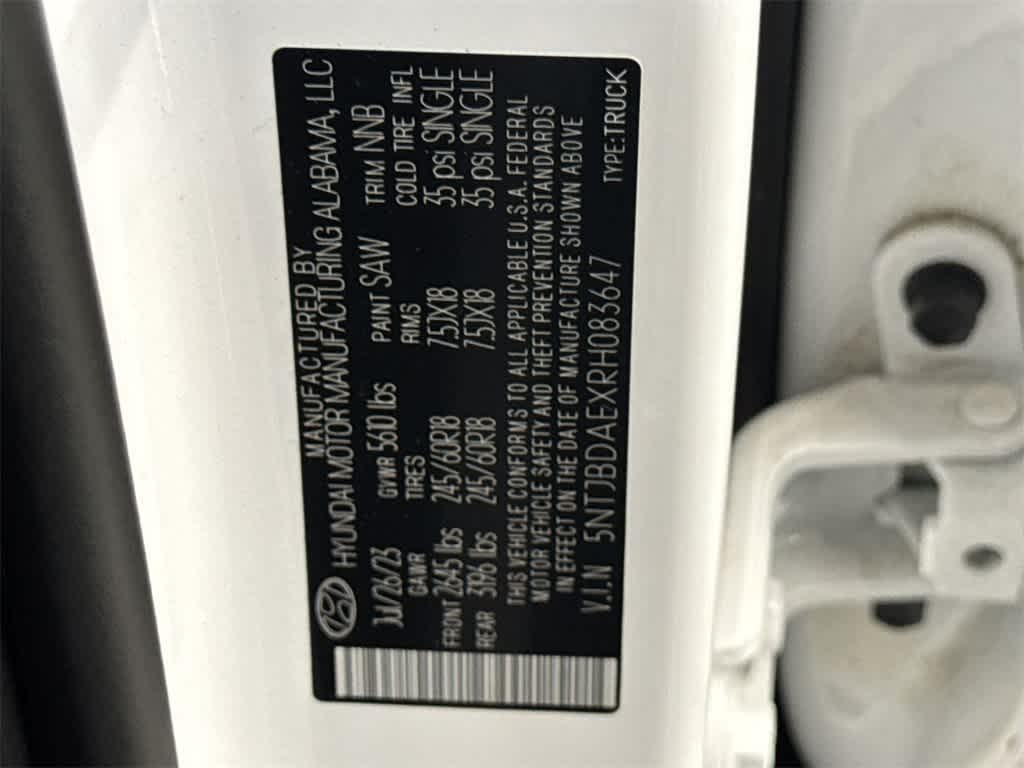 MANUFACTURED BY
HYUNDAI MOTOR MANUFACTURING ALABAMA, LLC
JUL/26/23 GVWR 5610 lbs PAINT SAW TRIM NNB
GAWR TIRES RIMS COLD TIRE INFL
FRONT 2645 lbs 245/60R18 7.5JX18 35 psi SINGLE
REAR 3196 lbs 245/60R18 7.5JX18 35 psi SINGLE
THIS VEHICLE CONFORMS TO ALL APPLICABLE U.S.A. FEDERAL
MOTOR VEHICLE SAFETY AND THEFT PREVENTION STANDARDS
IN EFFECT ON THE DATE OF MANUFACTURE SHOWN ABOVE
V.I.N 5NTJBDAEXRH083647 TYPE:TRUCK